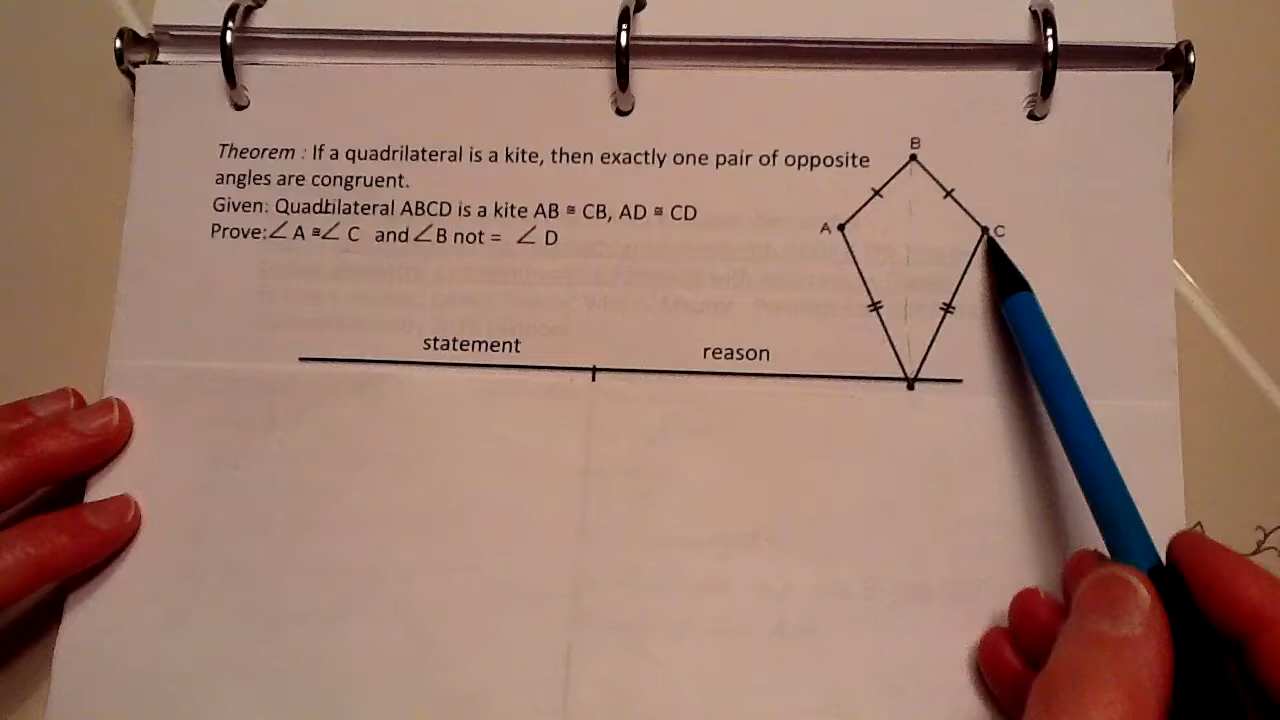 Theorem : If a quadrilateral is a kite, then exactly one pair of opposite
angles are congruent.
Given: Quadrilateral ABCD is a kite AB ≅ CB, AD ≅ CD
Prove:∠ A ≅∠ C and ∠B not = ∠ D
B
A
C
statement reason